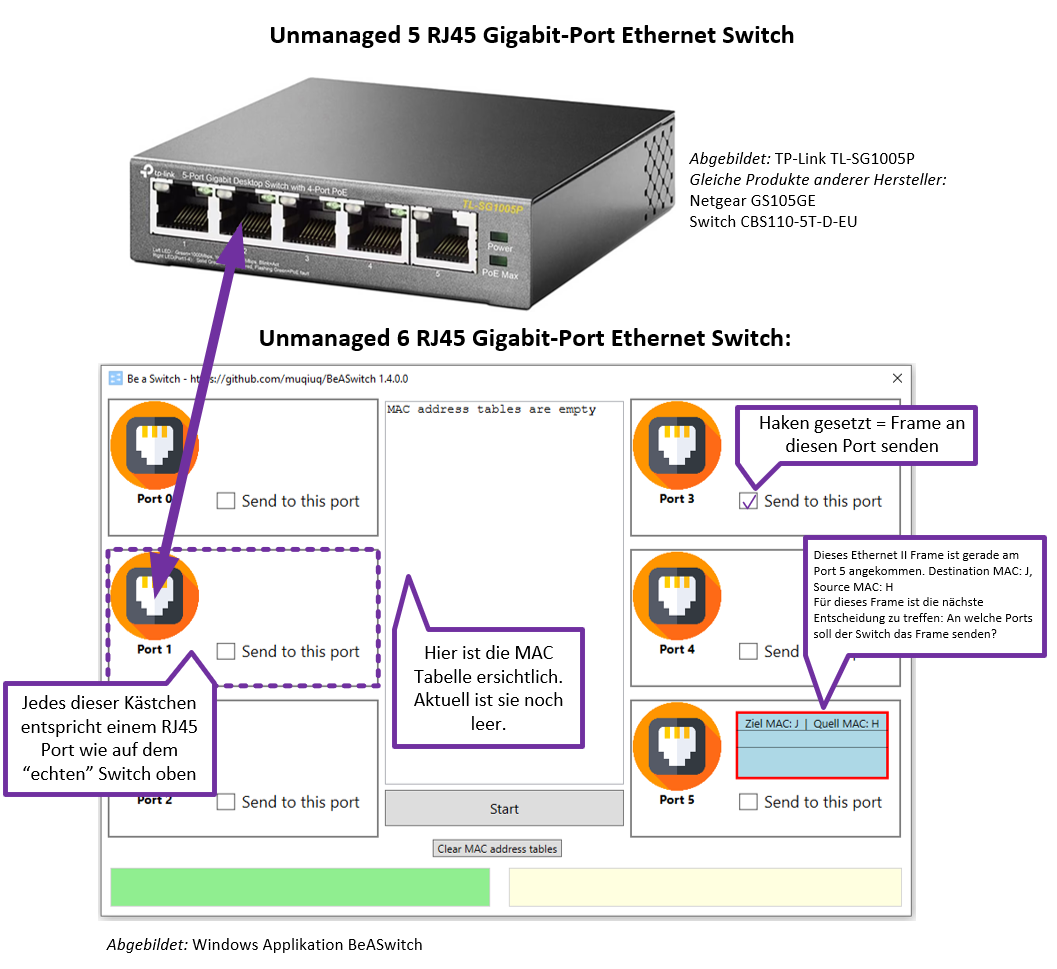 Unmanaged 5 RJ45 Gigabit-Port Ethernet Switch
Abgebildet: TP-Link TL-SG1005P
Gleiche Produkte anderer Hersteller:
Netgear GS105GE
Switch CBS110-5T-D-EU
tp-link 5-Port Gigabit Desktop Switch with 4-Port PoE
TL-SG1005P
1 2 3 4 5
Power
PoE Max
Unmanaged 6 RJ45 Gigabit-Port Ethernet Switch:
Be a Switch - https://github.com/muqiuq/BeASwitch 1.4.0.0
MAC address tables are empty
Port 0
Send to this port
Port 1
Send to this port
Port 2
Send to this port
Port 3
Send to this port
Port 4
Send
Port 5
Send to this port
Ziel MAC: J | Quell MAC: H
Haken gesetzt = Frame an
diesen Port senden
Dieses Ethernet II Frame ist gerade am
Port 5 angekommen. Destination MAC: J,
Source MAC: H
Für dieses Frame ist die nächste
Entscheidung zu treffen: An welche Ports
soll der Switch das Frame senden?
Hier ist die MAC
Tabelle ersichtlich.
Aktuell ist sie noch
leer.
Jedes dieser Kästchen
entspricht einem RJ45
Port wie auf dem
“echten” Switch oben
Start
Clear MAC address tables
Abgebildet: Windows Applikation BeASwitch